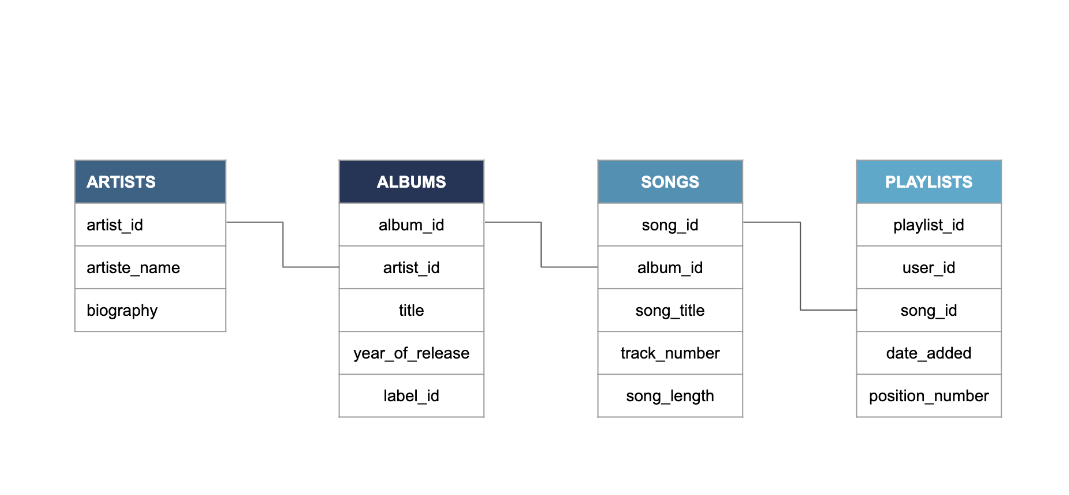 ARTISTS
artist_id
artiste_name
biography
ALBUMS
album_id
artist_id
title
year_of_release
label_id
SONGS
song_id
album_id
song_title
track_number
song_length
PLAYLISTS
playlist_id
user_id
song_id
date_added
position_number